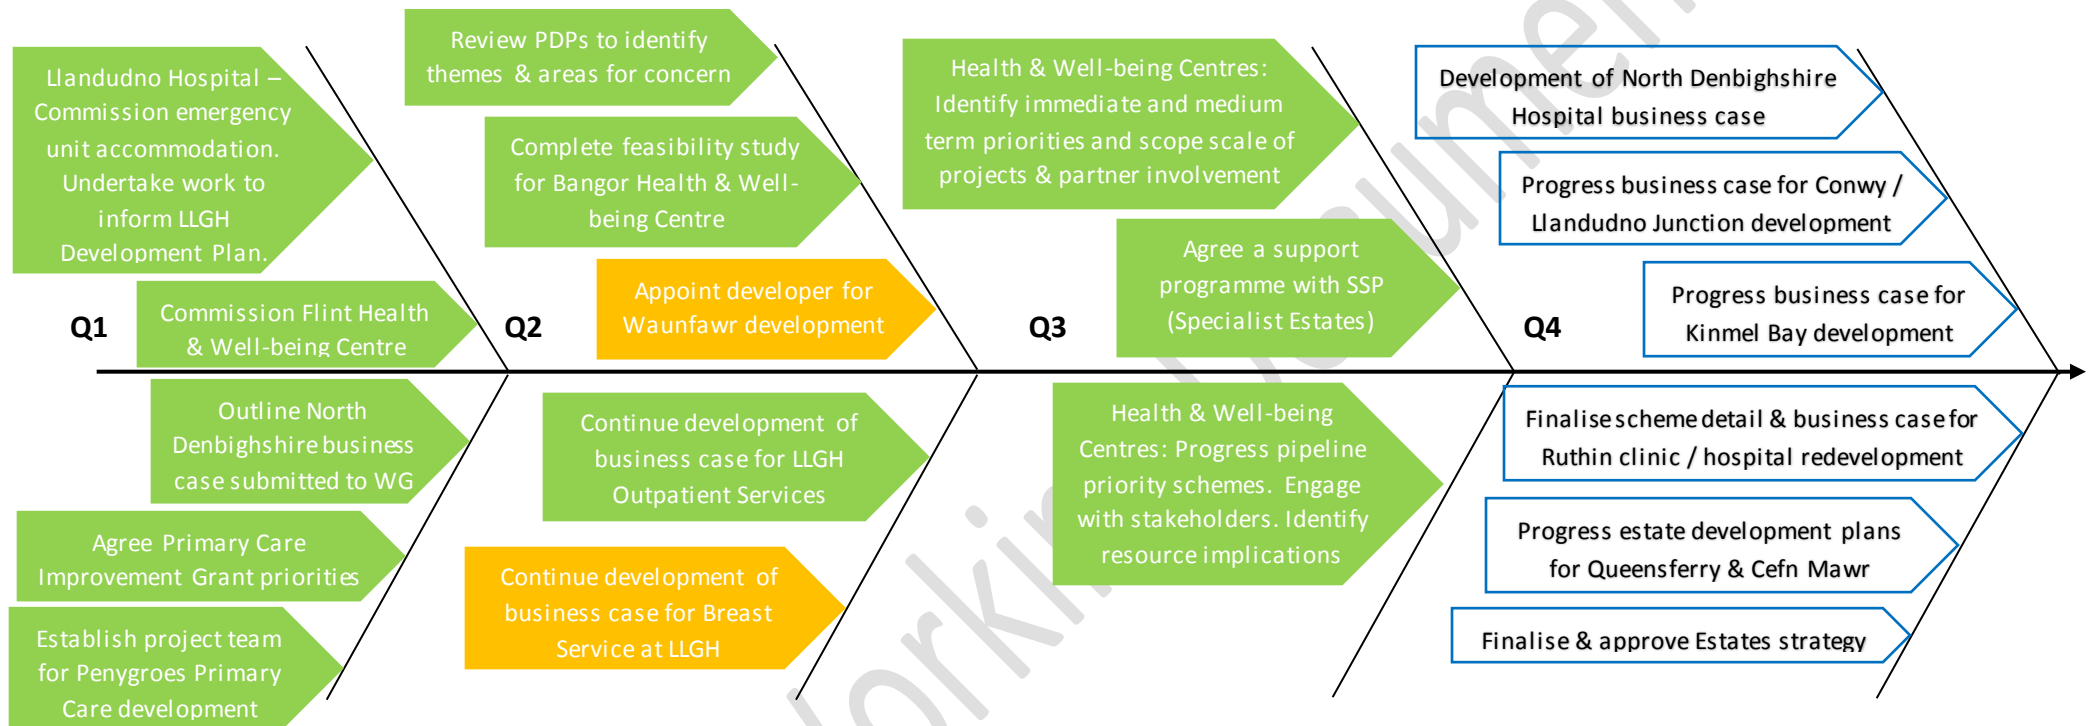 Llandudno Hospital –
Commission emergency
unit accommodation.
Undertake work to
inform LLGH
Development Plan.
Commission Flint Health
& Well-being Centre
Q1
Outline North
Denbighshire business
case submitted to WG
Agree Primary Care
Improvement Grant priorities
Establish project team
for Penygroes Primary
Care development
Review PDPs to identify
themes & areas for concern
Complete feasibility study
for Bangor Health & Well-
being Centre
Appoint developer for
Waunfawr development
Q2
Continue development of
business case for LLGH
Outpatient Services
Continue development of
business case for Breast
Service at LLGH
Health & Well-being Centres:
Identify immediate and medium
term priorities and scope scale of
projects & partner involvement
Agree a support
programme with SSP
(Specialist Estates)
Q3
Health & Well-being
Centres: Progress pipeline
priority schemes. Engage
with stakeholders. Identify
resource implications
Development of North Denbighshire
Hospital business case
Progress business case for Conwy /
Llandudno Junction development
Progress business case for
Kinmel Bay development
Q4
Finalise scheme detail & business case for
Ruthin clinic / hospital redevelopment
Progress estate development plans
for Queensferry & Cefn Mawr
Finalise & approve Estates strategy